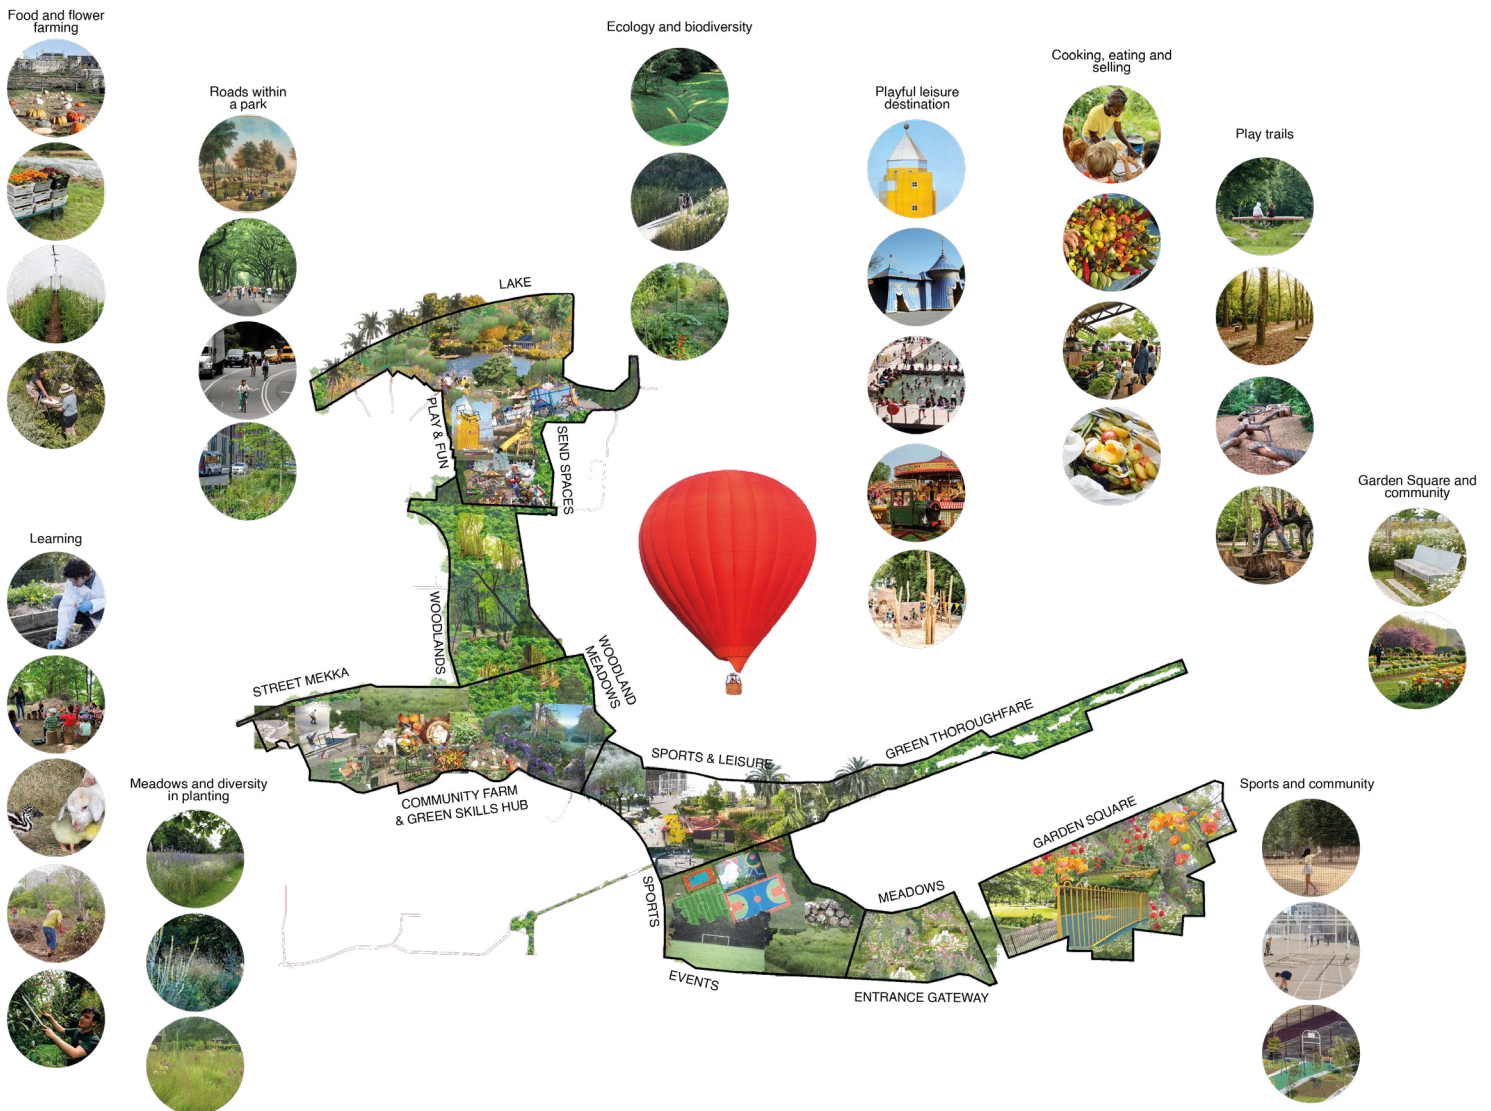 Food and flower
farming
Ecology and biodiversity
Cooking, eating and
selling
Roads within
a park
Playful leisure
destination
Play trails
LAKE
PLAY & FUN
SEND SPACES
Garden Square and
community
Learning
WOODLANDS
WOODLAND
MEADOWS
STREET MEKKA
GREEN THOROUGHFARE
SPORTS & LEISURE
Meadows and diversity
in planting
COMMUNITY FARM
& GREEN SKILLS HUB
Sports and community
GARDEN SQUARE
SPORTS
MEADOWS
EVENTS
ENTRANCE GATEWAY